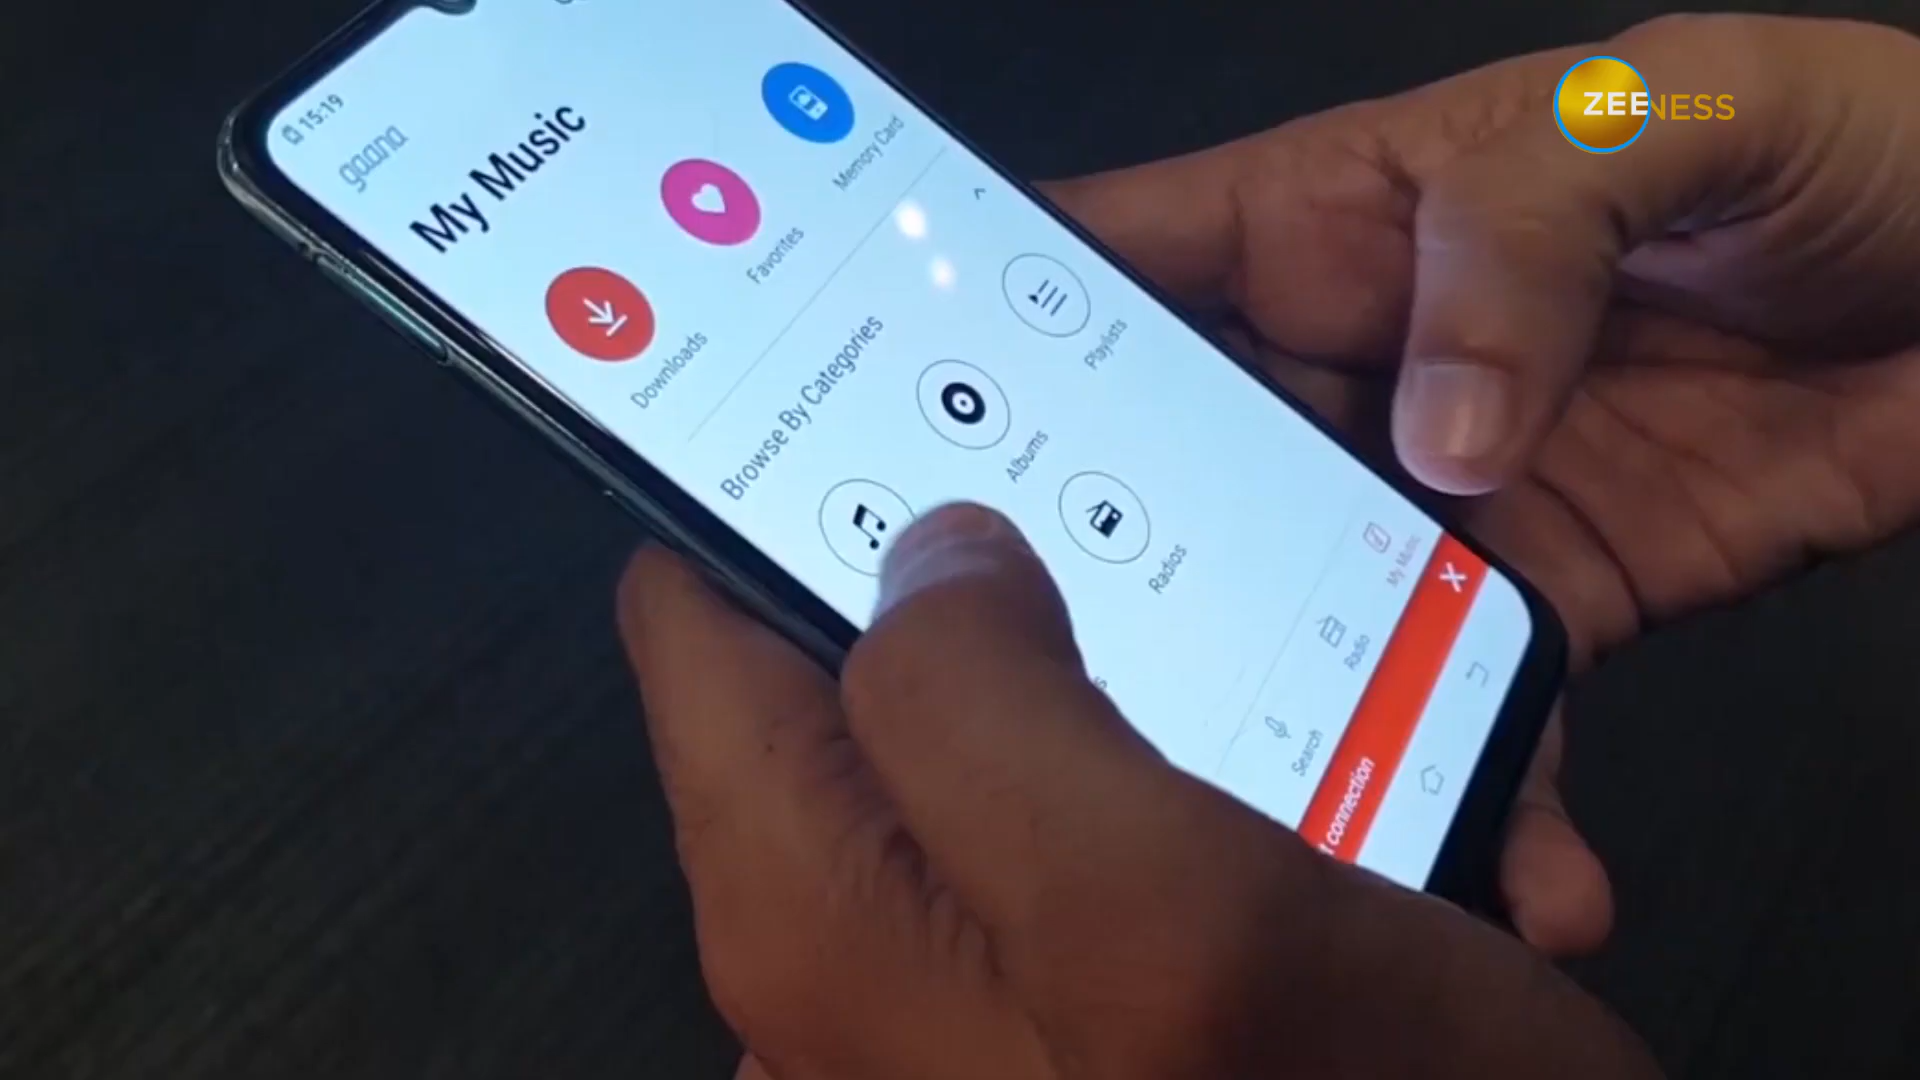 ZEENESS
15:19
gaana
My Music
Downloads
Favorites
Memory Card
Browse By Categories
Albums
Playlists
Radios
Search
Radio
My Music
connection
X